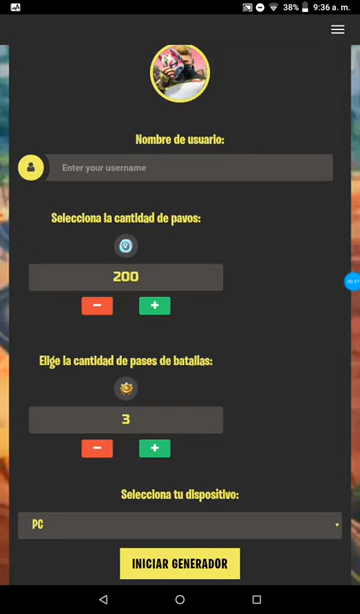 38% 9:36 a. m.
Nombre de usuario:
Enter your username
Selecciona la cantidad de pavos:
200
Elige la cantidad de pases de batallas:
3
Selecciona tu dispositivo:
PC
INICIAR GENERADOR